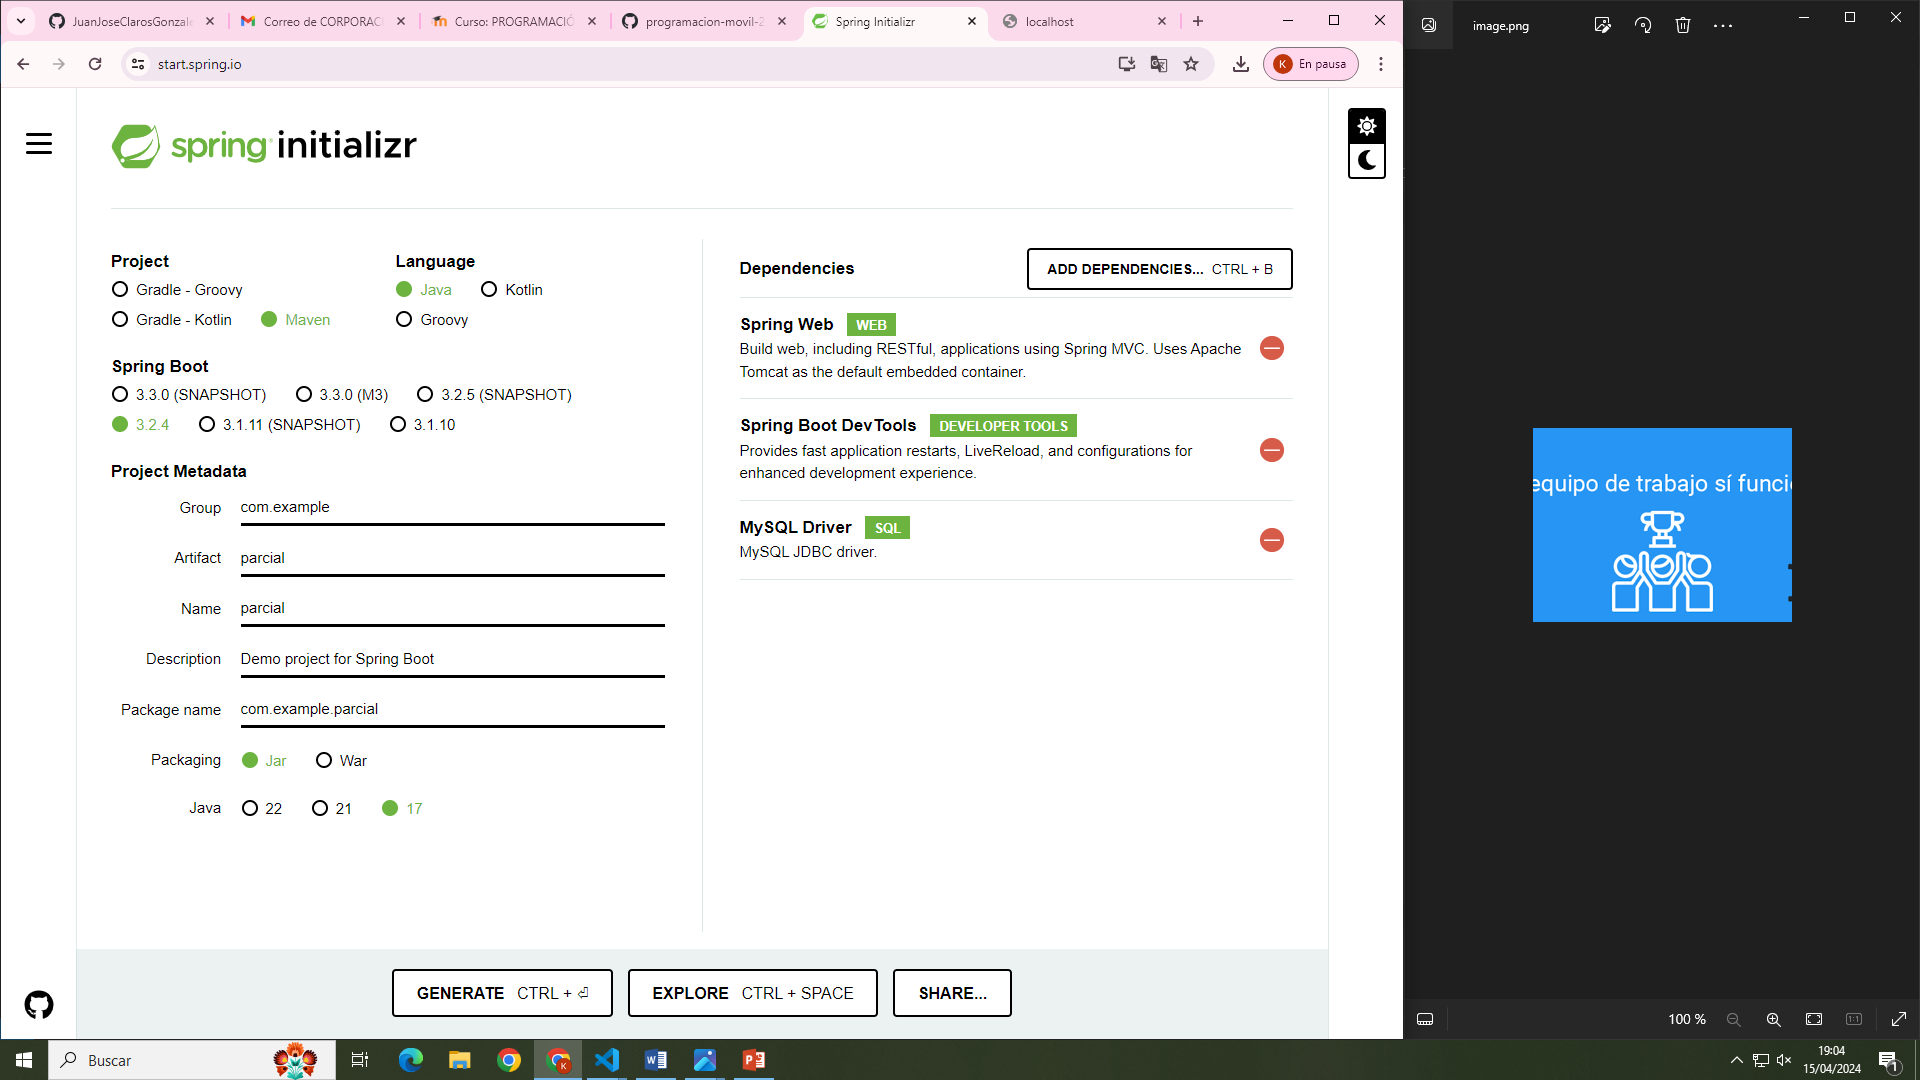 JuanJoseClarosGonzale
Correo de CORPORAC
Curso: PROGRAMACIÓ
programacion-movil-2
Spring Initializr
localhost
start.spring.io
K
En pausa
spring initializr
Project
Gradle - Groovy
Gradle - Kotlin
Maven
Language
Java
Kotlin
Groovy
Spring Boot
3.3.0 (SNAPSHOT)
3.3.0 (M3)
3.2.5 (SNAPSHOT)
3.2.4
3.1.11 (SNAPSHOT)
3.1.10
Project Metadata
Group
com.example
Artifact
parcial
Name
parcial
Description
Demo project for Spring Boot
Package name
com.example.parcial
Packaging
Jar
War
Java
22
21
17
Dependencies
ADD DEPENDENCIES... CTRL + B
Spring Web WEB
Build web, including RESTful, applications using Spring MVC. Uses Apache
Tomcat as the default embedded container.
Spring Boot DevTools DEVELOPER TOOLS
Provides fast application restarts, LiveReload, and configurations for
enhanced development experience.
MySQL Driver SQL
MySQL JDBC driver.
GENERATE CTRL + ⏎
EXPLORE CTRL + SPACE
SHARE...
image.png
equipo de trabajo sí funci
100 %
1:1
Buscar
19:04
15/04/2024
1